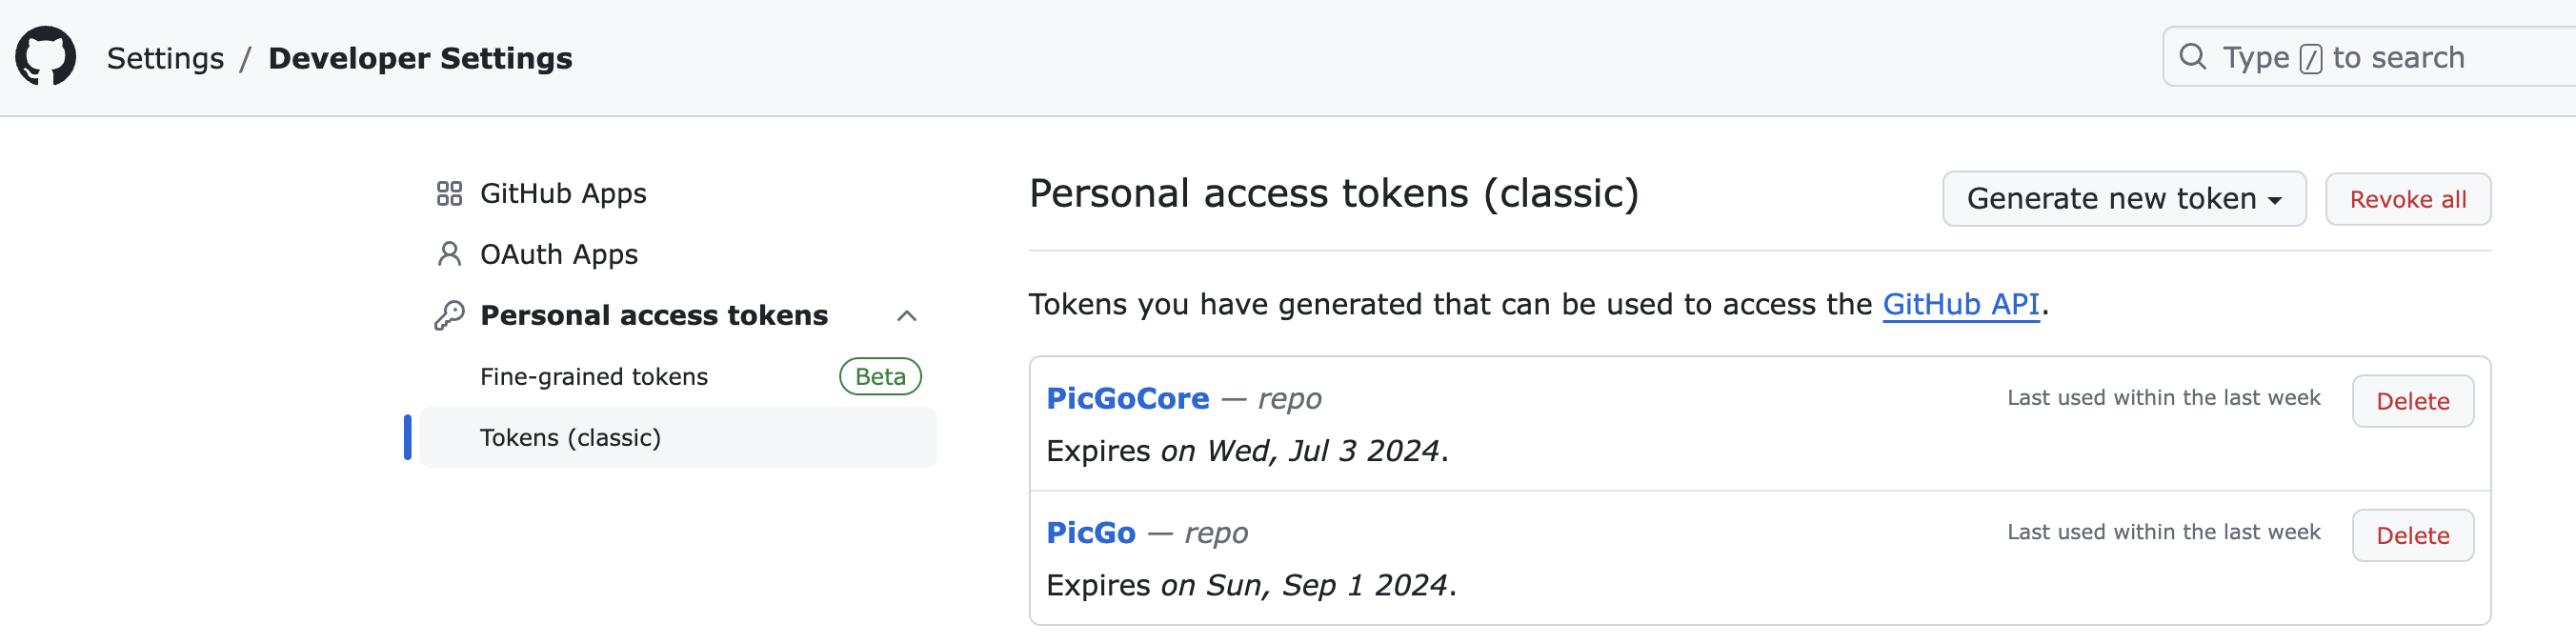 Settings / Developer Settings
Type / to search
GitHub Apps
OAuth Apps
Personal access tokens
Fine-grained tokens Beta
Tokens (classic)
Personal access tokens (classic)
Generate new token
Revoke all
Tokens you have generated that can be used to access the GitHub API.
PicGoCore — repo
Last used within the last week
Delete
Expires on Wed, Jul 3 2024.
PicGo — repo
Last used within the last week
Delete
Expires on Sun, Sep 1 2024.